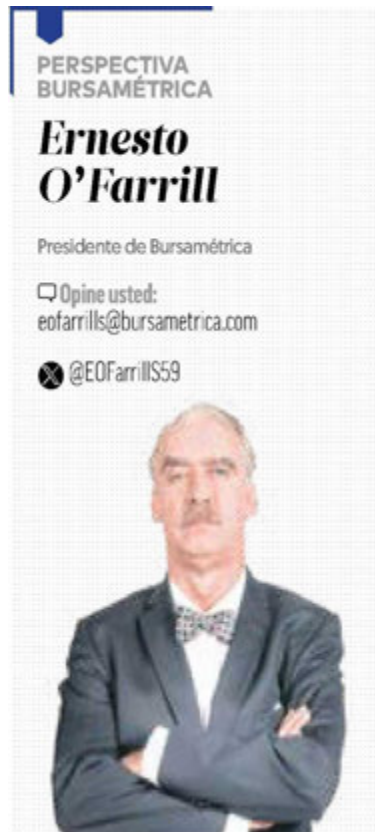 PERSPECTIVA
BURSAMÉTRICA
Ernesto
O’Farrill
Presidente de Bursamétrica
Opine usted:
eofarrills@bursametrica.com
@EOFarrillS59